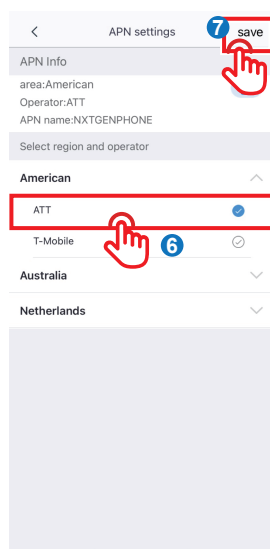 APN settings
7 save
APN Info
area:American
Operator:ATT
APN name:NXTGENPHONE
Select region and operator
American
ATT
T-Mobile
6
Australia
Netherlands